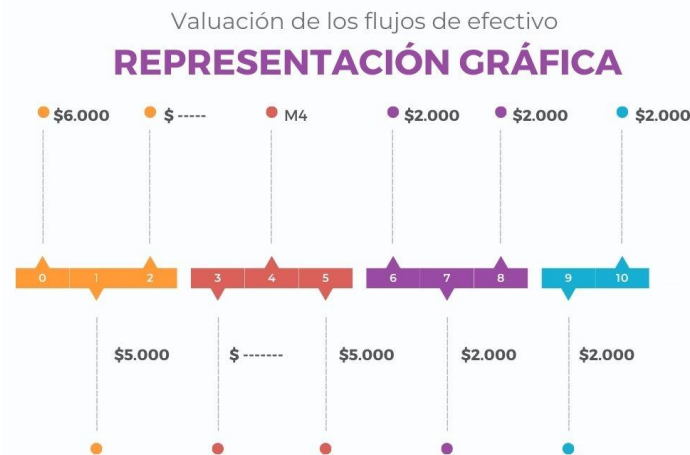 Valuación de los flujos de efectivo
REPRESENTACIÓN GRÁFICA
$6.000 $ ----- M4 $2.000 $2.000 $2.000
0 1 2 3 4 5 6 7 8 9 10
$5.000 $ ------- $5.000 $2.000 $2.000